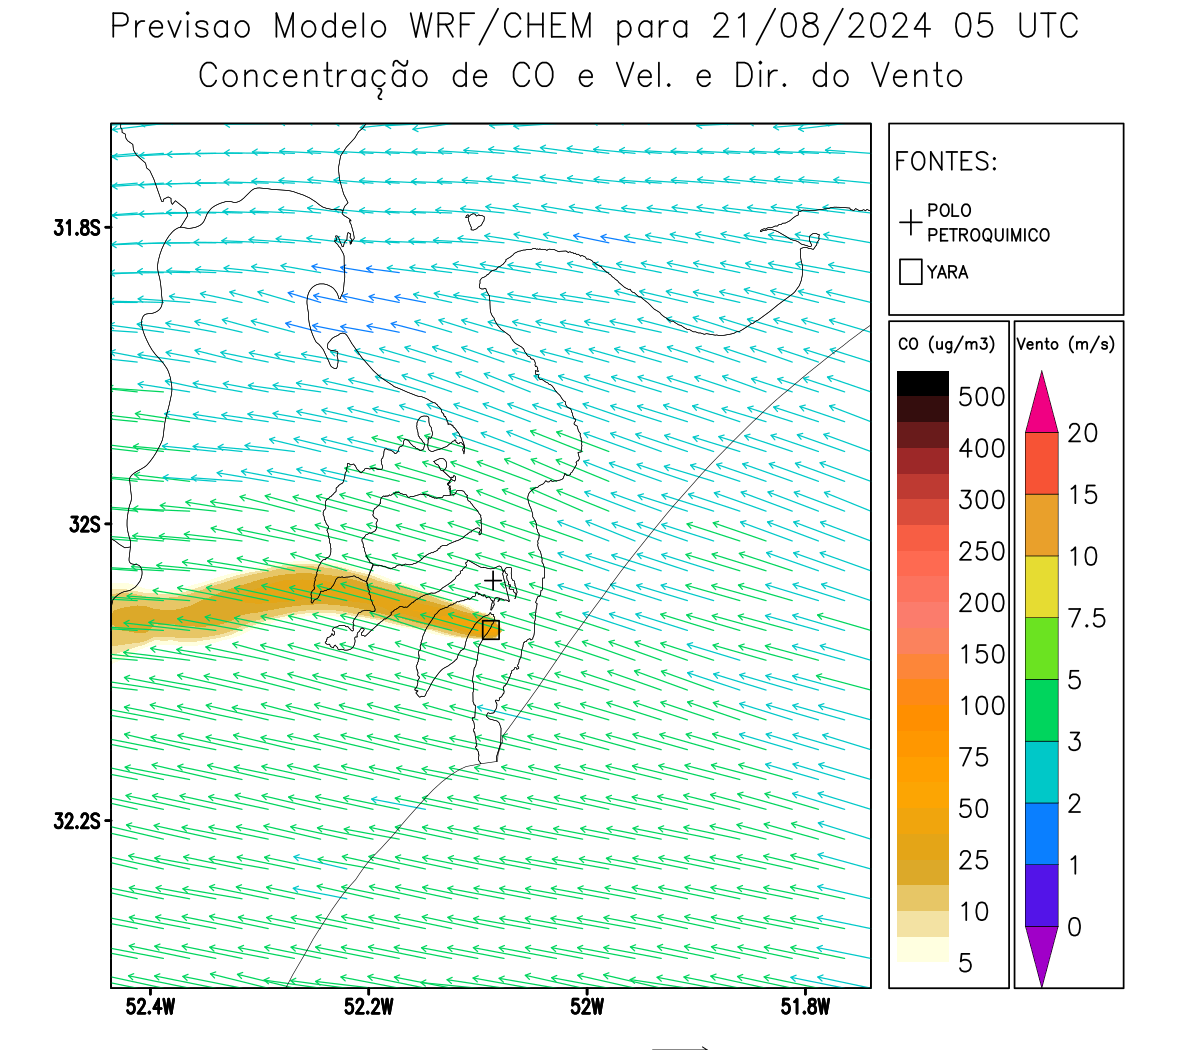 Previsao Modelo WRF/CHEM para 21/08/2024 05 UTC
Concentração de CO e Vel. e Dir. do Vento
FONTES:
POLO
PETROQUIMICO
YARA
31.8S
32S
32.2S
52.4W
52.2W
52W
51.8W
CO (ug/m3)
500
400
300
250
200
150
100
75
50
25
10
5
Vento (m/s)
20
15
10
7.5
5
3
2
1
0